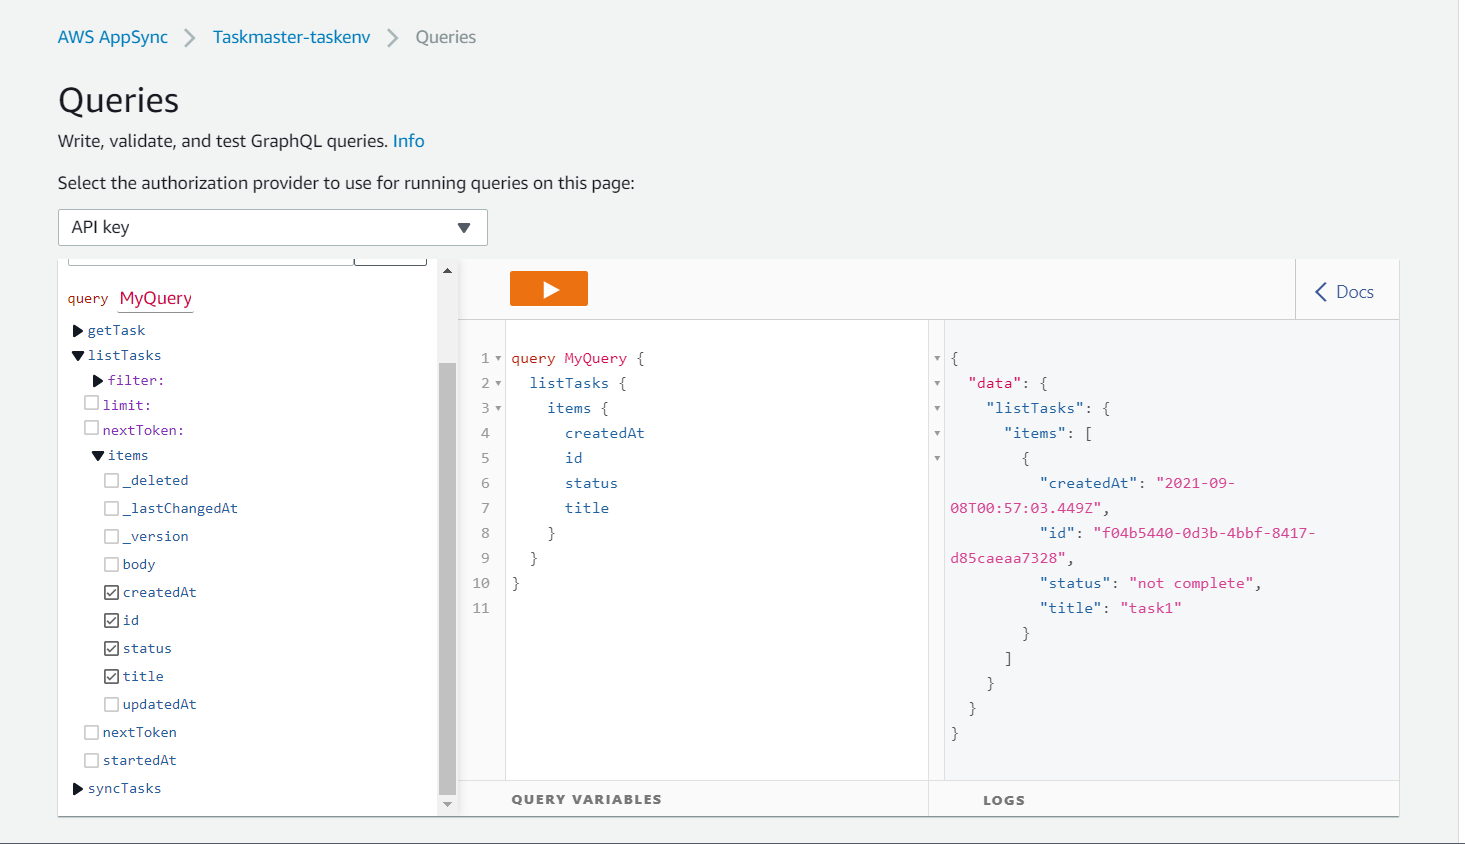 AWS AppSync > Taskmaster-taskenv > Queries
Queries
Write, validate, and test GraphQL queries. Info
Select the authorization provider to use for running queries on this page:
API key
query MyQuery
getTask
listTasks
filter:
limit:
nextToken:
items
_deleted
_lastChangedAt
_version
body
createdAt
id
status
title
updatedAt
nextToken
startedAt
syncTasks
Docs
1 query MyQuery {
2 listTasks {
3 items {
4 createdAt
5 id
6 status
7 title
8 }
9 }
10 }
11
QUERY VARIABLES
{
"data": {
"listTasks": {
"items": [
{
"createdAt": "2021-09-
08T00:57:03.449Z",
"id": "f04b5440-0d3b-4bbf-8417-
d85caeaa7328",
"status": "not complete",
"title": "task1"
}
]
}
}
}
LOGS